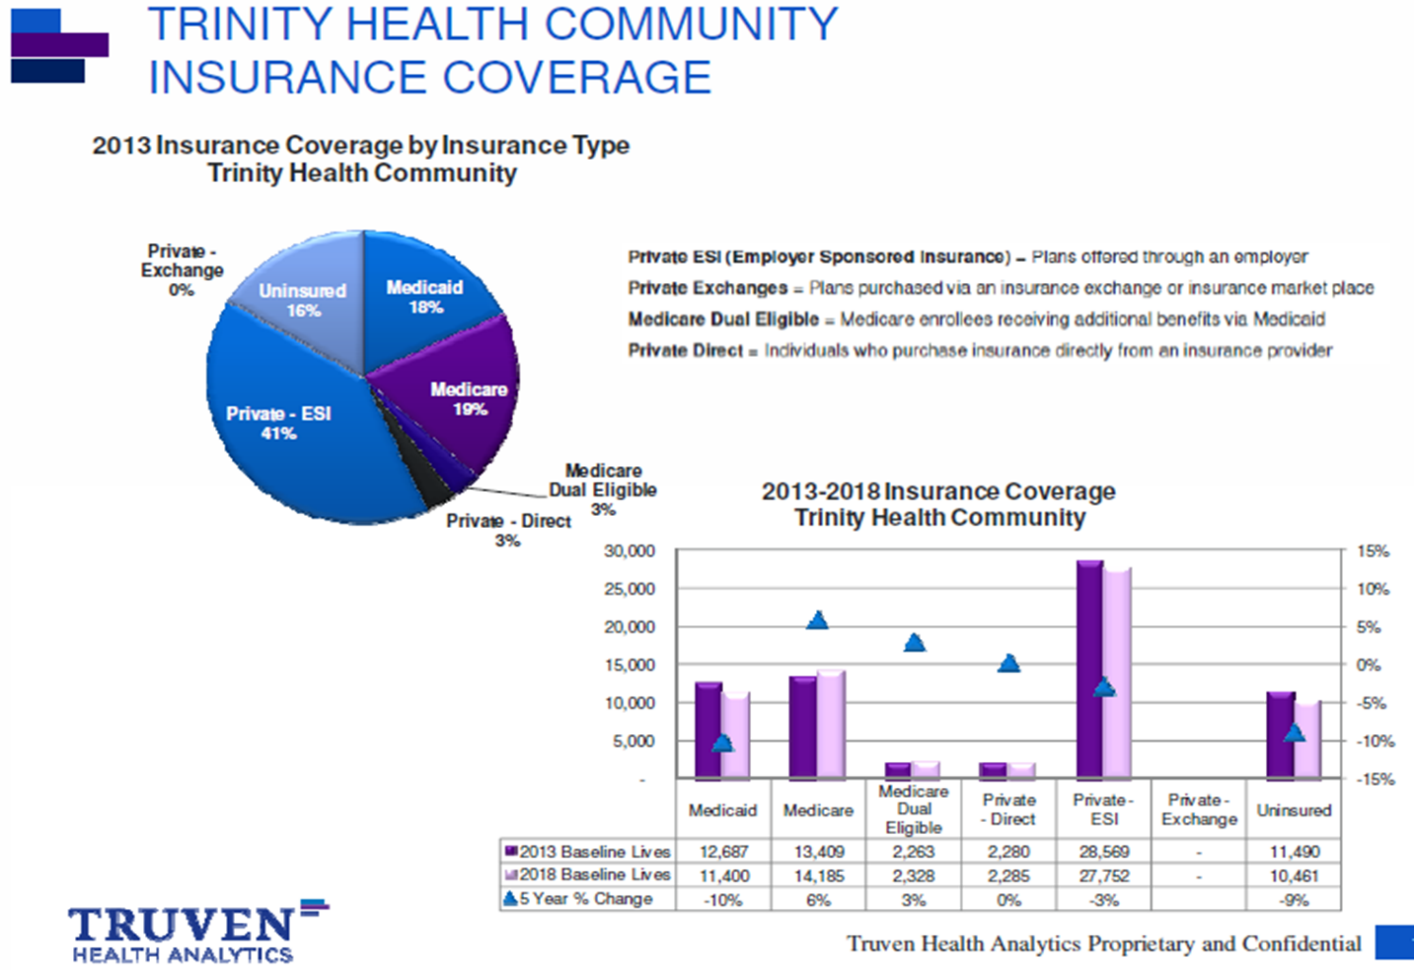 TRINITY HEALTH COMMUNITY
INSURANCE COVERAGE
2013 Insurance Coverage by Insurance Type
Trinity Health Community
Private -
Exchange
0%
Uninsured
16%
Medicaid
18%
Medicare
19%
Private - ESI
41%
Medicare
Dual Eligible
3%
Private - Direct
3%
Private ESI (Employer Sponsored Insurance) – Plans offered through an employer
Private Exchanges = Plans purchased via an insurance exchange or insurance market place
Medicare Dual Eligible = Medicare enrollees receiving additional benefits via Medicaid
Private Direct = Individuals who purchase insurance directly from an insurance provider
2013-2018 Insurance Coverage
Trinity Health Community
30,000 15%
25,000 10%
20,000 5%
15,000 0%
10,000 -5%
5,000 -10%
- -15%
Medicaid Medicare Medicare Dual Eligible Private - Direct Private - ESI Private - Exchange Uninsured
2013 Baseline Lives 12,687 13,409 2,263 2,280 28,569 - 11,490
2018 Baseline Lives 11,400 14,185 2,328 2,285 27,752 - 10,461
5 Year % Change -10% 6% 3% 0% -3% -9%
TRUVEN
HEALTH ANALYTICS
Truven Health Analytics Proprietary and Confidential